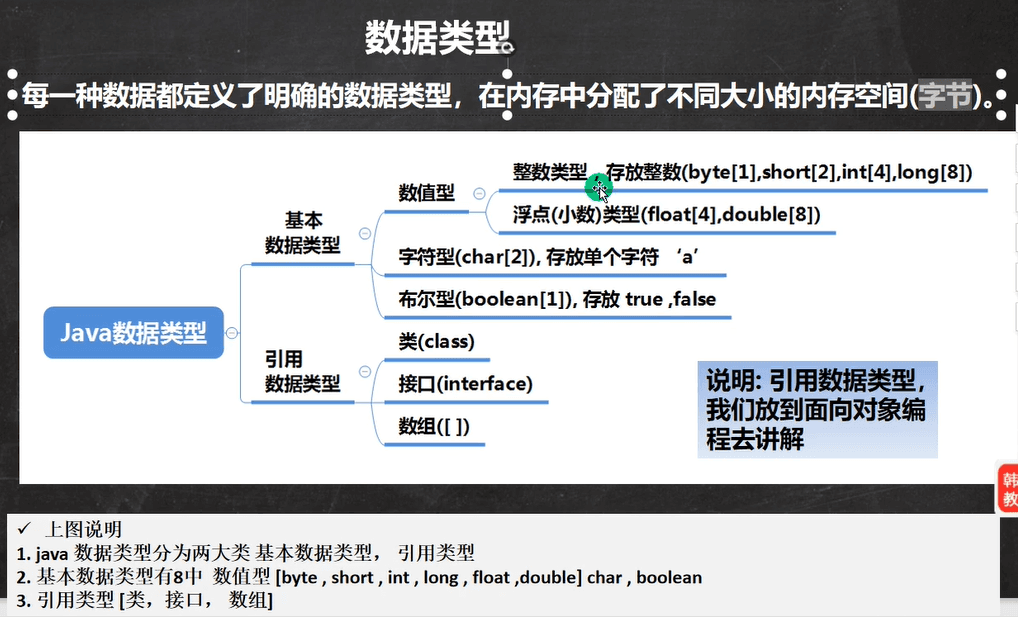 数据类型
每一种数据都定义了明确的数据类型，在内存中分配了不同大小的内存空间(字节)。
Java数据类型
基本
数据类型
数值型
整数类型，存放整数(byte[1],short[2],int[4],long[8])
浮点(小数)类型(float[4],double[8])
字符型(char[2]), 存放单个字符 ‘a’
布尔型(boolean[1]), 存放 true ,false
引用
数据类型
类(class)
接口(interface)
数组([ ])
说明: 引用数据类型，
我们放到面向对象编
程去讲解
韩
教
✓ 上图说明
1. java 数据类型分为两大类 基本数据类型， 引用类型
2. 基本数据类型有8中 数值型 [byte , short , int , long , float ,double] char , boolean
3. 引用类型 [类，接口， 数组]